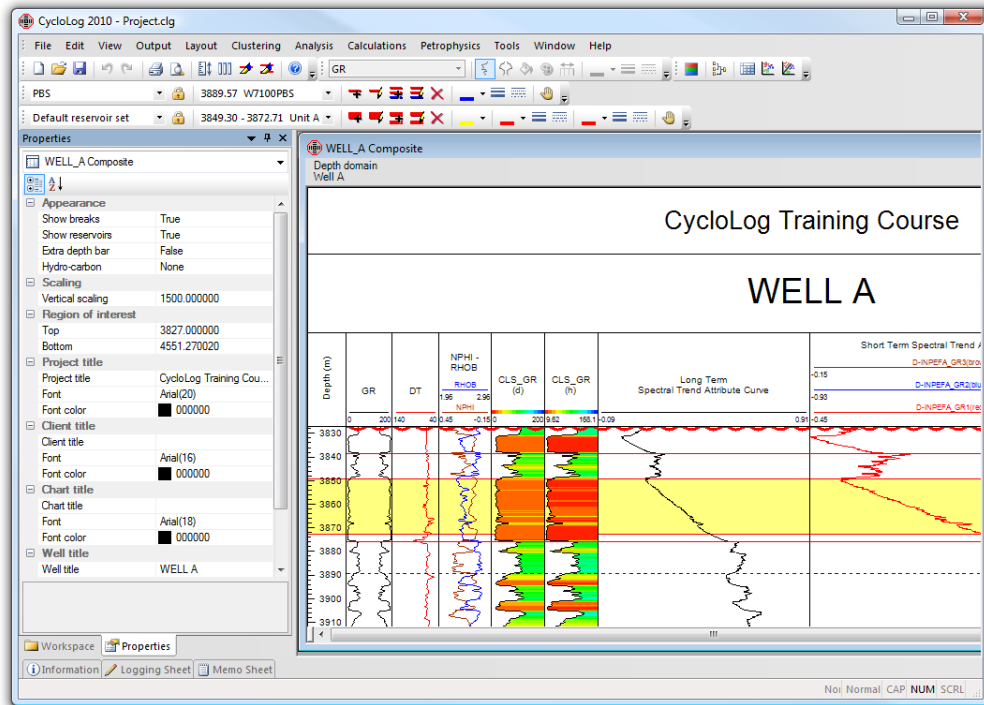 CycloLog 2010 - Project.clg
File Edit View Output Layout Clustering Analysis Calculations Petrophysics Tools Window Help
GR
PBS 3889.57 W7100PBS
Default reservoir set 3849.30 - 3872.71 Unit A
Properties
WELL_A Composite
Appearance
Show breaks True
Show reservoirs True
Extra depth bar False
Hydro-carbon None
Scaling
Vertical scaling 1500.000000
Region of interest
Top 3827.000000
Bottom 4551.270020
Project title
Project title CycloLog Training Cou...
Font Arial(20)
Font color 000000
Client title
Client title
Font Arial(16)
Font color 000000
Chart title
Chart title
Font Arial(18)
Font color 000000
Well title
Well title WELL A
Workspace Properties
Information Logging Sheet Memo Sheet
WELL_A Composite
Depth domain
Well A
CycloLog Training Course
WELL A
Depth (m)
GR
0 200
DT
140 40
NPHI -
RHOB
RHOB
1.96 2.96
NPHI
0.45 -0.15
CLS_GR
(d)
0 200
CLS_GR
(h)
9.62 168.1
Long Term
Spectral Trend Attribute Curve
-0.09 0.91
Short Term Spectral Trend A
D-INPEFA_GR3(bro
-0.15
D-INPEFA_GR2(blu
-0.93
D-INPEFA_GR1(red
-0.45
3830
3840
3850
3860
3870
3880
3890
3900
3910
Nor Normal CAP NUM SCRL